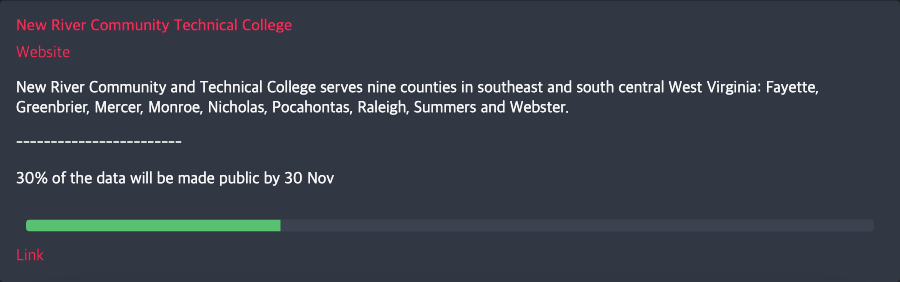 New River Community Technical College
Website
New River Community and Technical College serves nine counties in southeast and south central West Virginia: Fayette,
Greenbrier, Mercer, Monroe, Nicholas, Pocahontas, Raleigh, Summers and Webster.
------------------------
30% of the data will be made public by 30 Nov
Link